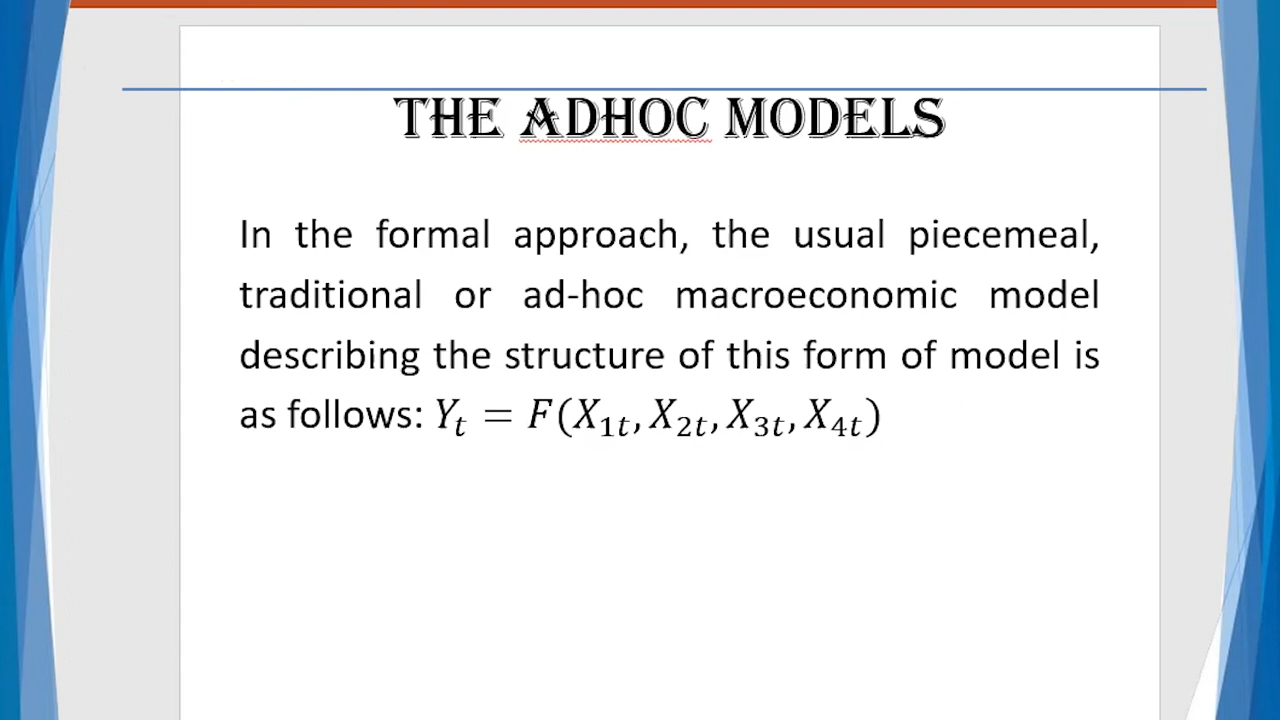 THE ADHOC MODELS
In the formal approach, the usual piecemeal,
traditional or ad-hoc macroeconomic model
describing the structure of this form of model is
as follows: Yₜ = F(X₁ₜ, X₂ₜ, X₃ₜ, X₄ₜ)